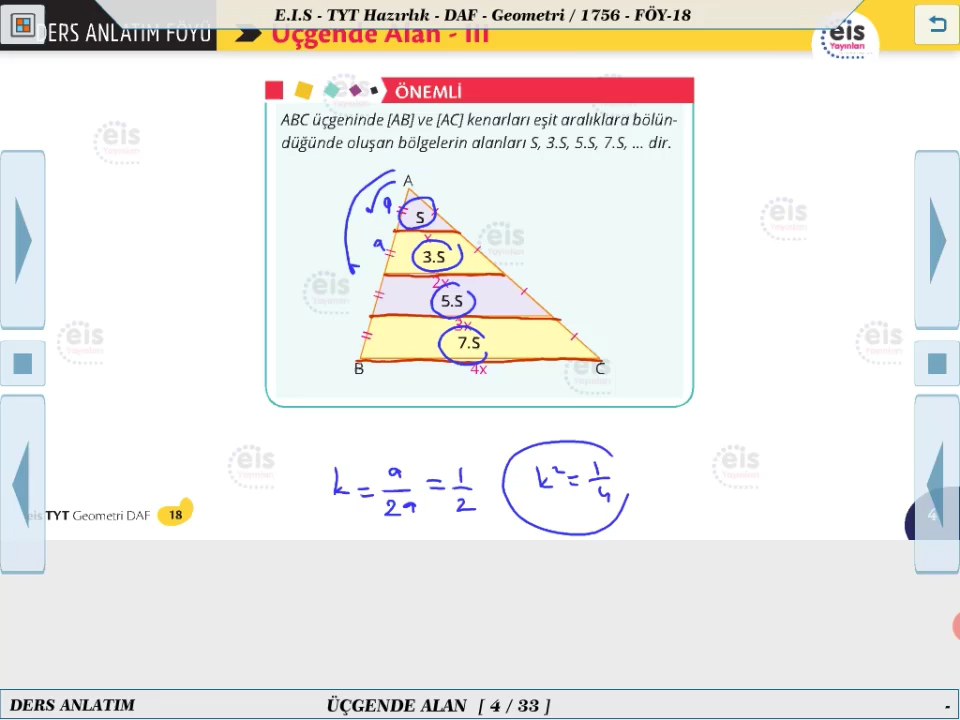 E.I.S - TYT Hazırlık - DAF - Geometri / 1756 - FÖY-18
DERS ANLATIM FÖYÜ
Üçgende Alan - III
eis
Yayınları
ÖNEMLİ
ABC üçgeninde [AB] ve [AC] kenarları eşit aralıklara bölün-
düğünde oluşan bölgelerin alanları S, 3.S, 5.S, 7.S, ... dir.
A
a
S
x
a
3.S
2x
5.S
3x
7.S
B
4x
C
k = a/2a = 1/2
k² = 1/4
eis TYT Geometri DAF 18
4
DERS ANLATIM
ÜÇGENDE ALAN [ 4 / 33 ]
-